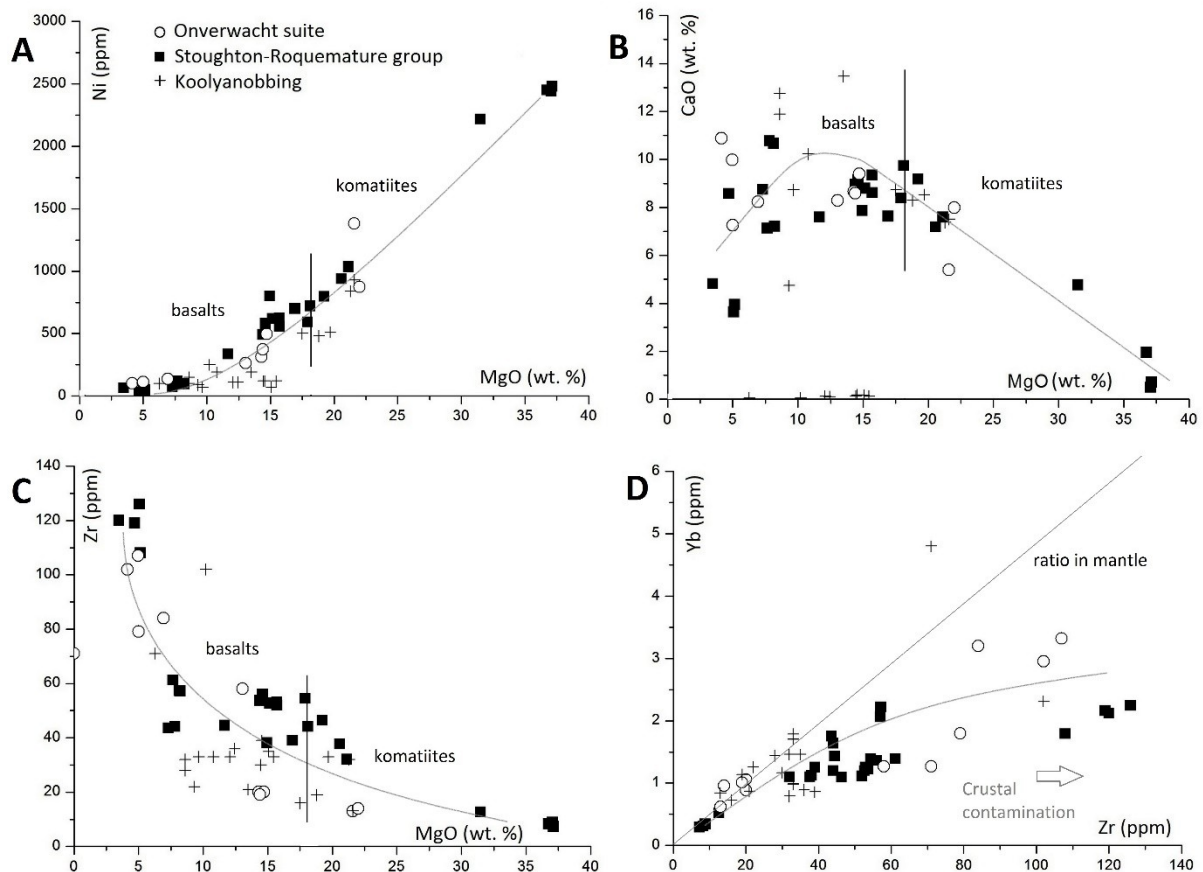 A
Ni (ppm)
3000
2500
2000
1500
1000
500
0
Onverwacht suite
Stoughton-Roquemature group
Koolyanobbing
komatiites
basalts
MgO (wt. %)
0 5 10 15 20 25 30 35 40
B
CaO (wt. %)
16
14
12
10
8
6
4
2
0
basalts
komatiites
MgO (wt. %)
0 5 10 15 20 25 30 35 40
C
Zr (ppm)
140
120
100
80
60
40
20
0
basalts
komatiites
MgO (wt. %)
0 5 10 15 20 25 30 35 40
D
Yb (ppm)
6
5
4
3
2
1
0
ratio in mantle
Crustal
contamination
Zr (ppm)
0 20 40 60 80 100 120 140